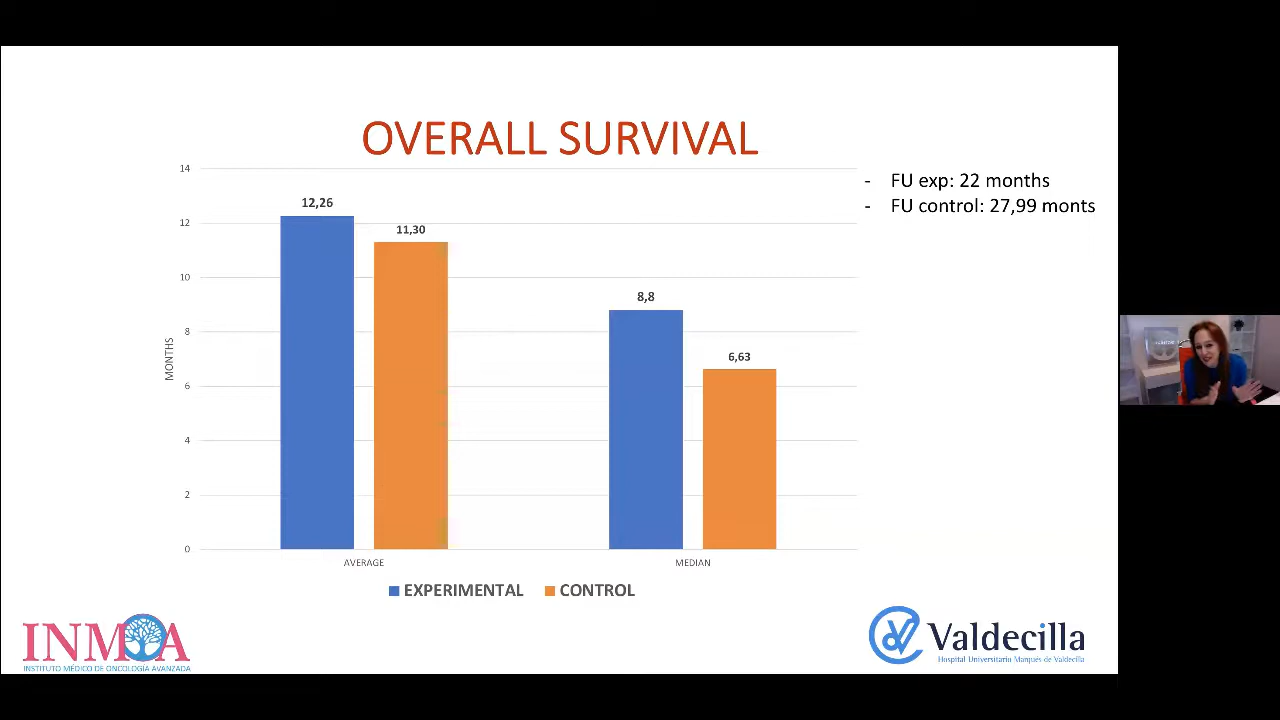 OVERALL SURVIVAL
- FU exp: 22 months
- FU control: 27,99 monts
14
12
10
8
6
4
2
0
MONTHS
12,26
11,30
8,8
6,63
AVERAGE
MEDIAN
EXPERIMENTAL
CONTROL
INMOA
INSTITUTO MÉDICO DE ONCOLOGÍA AVANZADA
Valdecilla
Hospital Universitario Marqués de Valdecilla